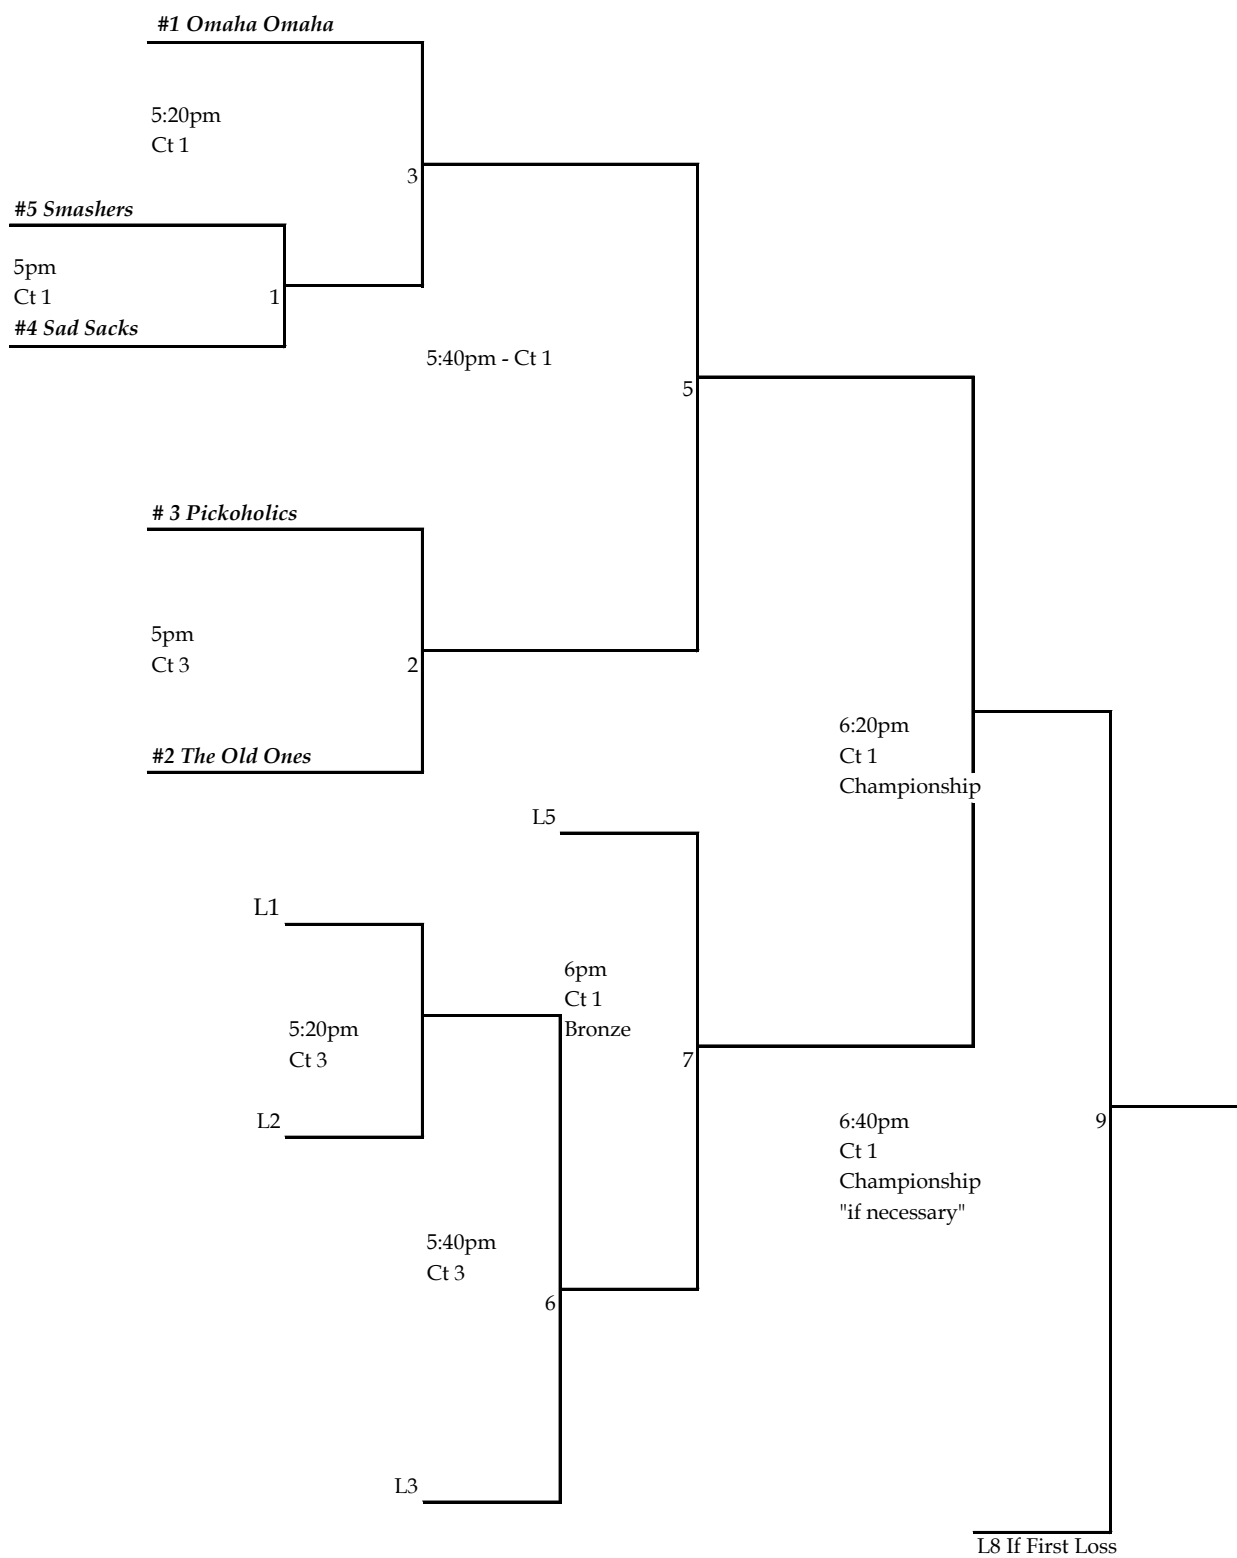 #1 Omaha Omaha
5:20pm
Ct 1
3
#5 Smashers
5pm
Ct 1
1
#4 Sad Sacks
5:40pm - Ct 1
5
# 3 Pickoholics
5pm
Ct 3
2
#2 The Old Ones
6:20pm
Ct 1
Championship
L5
L1
6pm
Ct 1
Bronze
5:20pm
Ct 3
7
L2
6:40pm
Ct 1
Championship
"if necessary"
9
5:40pm
Ct 3
6
L3
L8 If First Loss